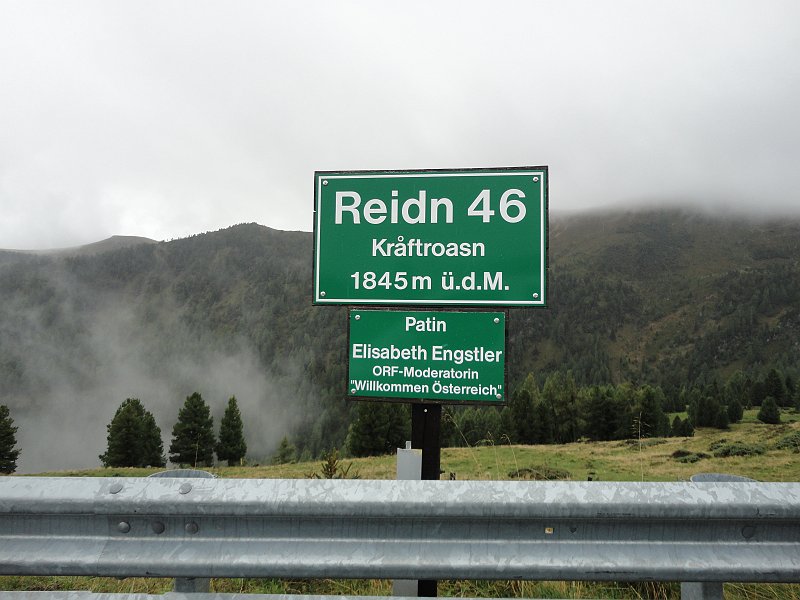 Reidn 46
Kråftroasn
1845 m ü.d.M.
Patin
Elisabeth Engstler
ORF-Moderatorin
"Willkommen Österreich"